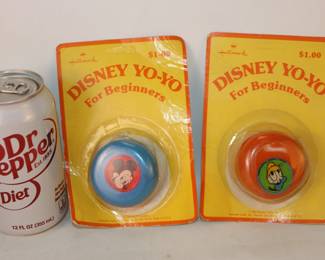 Dr
Pepper
Diet
12 FL OZ (355 mL)
Hallmark
$1.00
DISNEY YO-YO
For Beginners
Hallmark
$1.00
DISNEY YO-YO
For Beginners